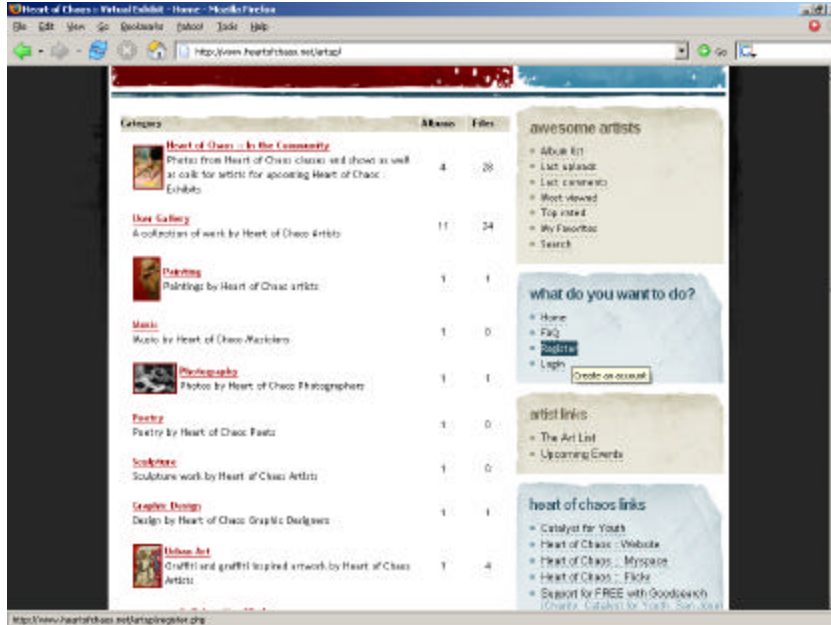 Heart of Chaos :: Virtual Exhibit - Home - Mozilla Firefox
File Edit View Go Bookmarks Yahoo! Tools Help
http://www.heartofchaos.net/artsp/
Go
Category Albums Files
Heart of Chaos :: In the Community
Photos from Heart of Chaos classes and shows as well
as calls for artists for upcoming Heart of Chaos
Exhibits
4 28
User Gallery
A collection of work by Heart of Chaos Artists
11 34
Painting
Paintings by Heart of Chaos artists
1 1
Music
Music by Heart of Chaos Musicians
1 0
Photography
Photos by Heart of Chaos Photographers
1 1
Poetry
Poetry by Heart of Chaos Poets
1 0
Sculpture
Sculpture work by Heart of Chaos Artists
1 0
Graphic Design
Design by Heart of Chaos Graphic Designers
1 1
Urban Art
Graffiti and graffiti inspired artwork by Heart of Chaos
Artists
1 4
awesome artists
Album list
Last uploads
Last comments
Most viewed
Top rated
My Favorites
Search
what do you want to do?
Home
FAQ
Register
Login
Create an account
artist links
The Art List
Upcoming Events
heart of chaos links
Catalyst for Youth
Heart of Chaos :: Website
Heart of Chaos :: Myspace
Heart of Chaos :: Flickr
Support for FREE with Goodsearch
(Charity: Catalyst for Youth, San Jose)
http://www.heartofchaos.net/artsp/register.php